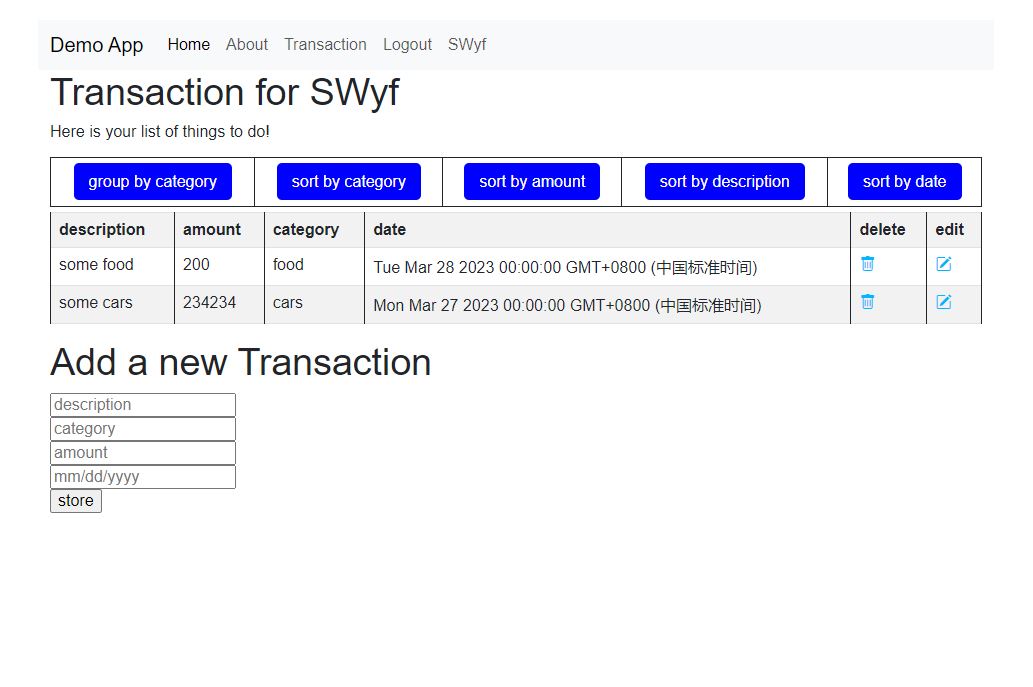 Demo App Home About Transaction Logout SWyf
Transaction for SWyf
Here is your list of things to do!
group by category sort by category sort by amount sort by description sort by date
description amount category date delete edit
some food 200 food Tue Mar 28 2023 00:00:00 GMT+0800 (中国标准时间)
some cars 234234 cars Mon Mar 27 2023 00:00:00 GMT+0800 (中国标准时间)
Add a new Transaction
description
category
amount
mm/dd/yyyy
store